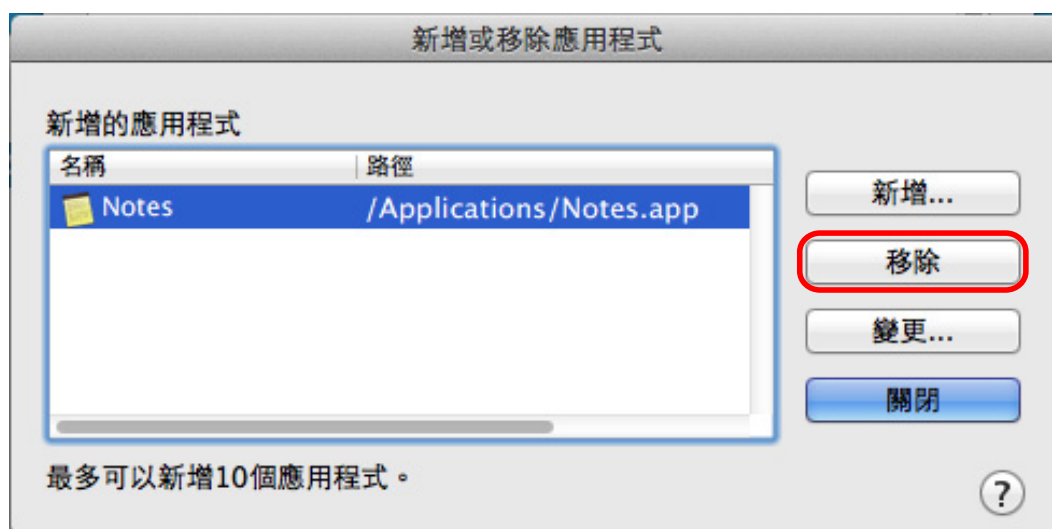 新增或移除應用程式
新增的應用程式
名稱 路徑
Notes /Applications/Notes.app
新增...
移除
變更...
關閉
最多可以新增10個應用程式。
?